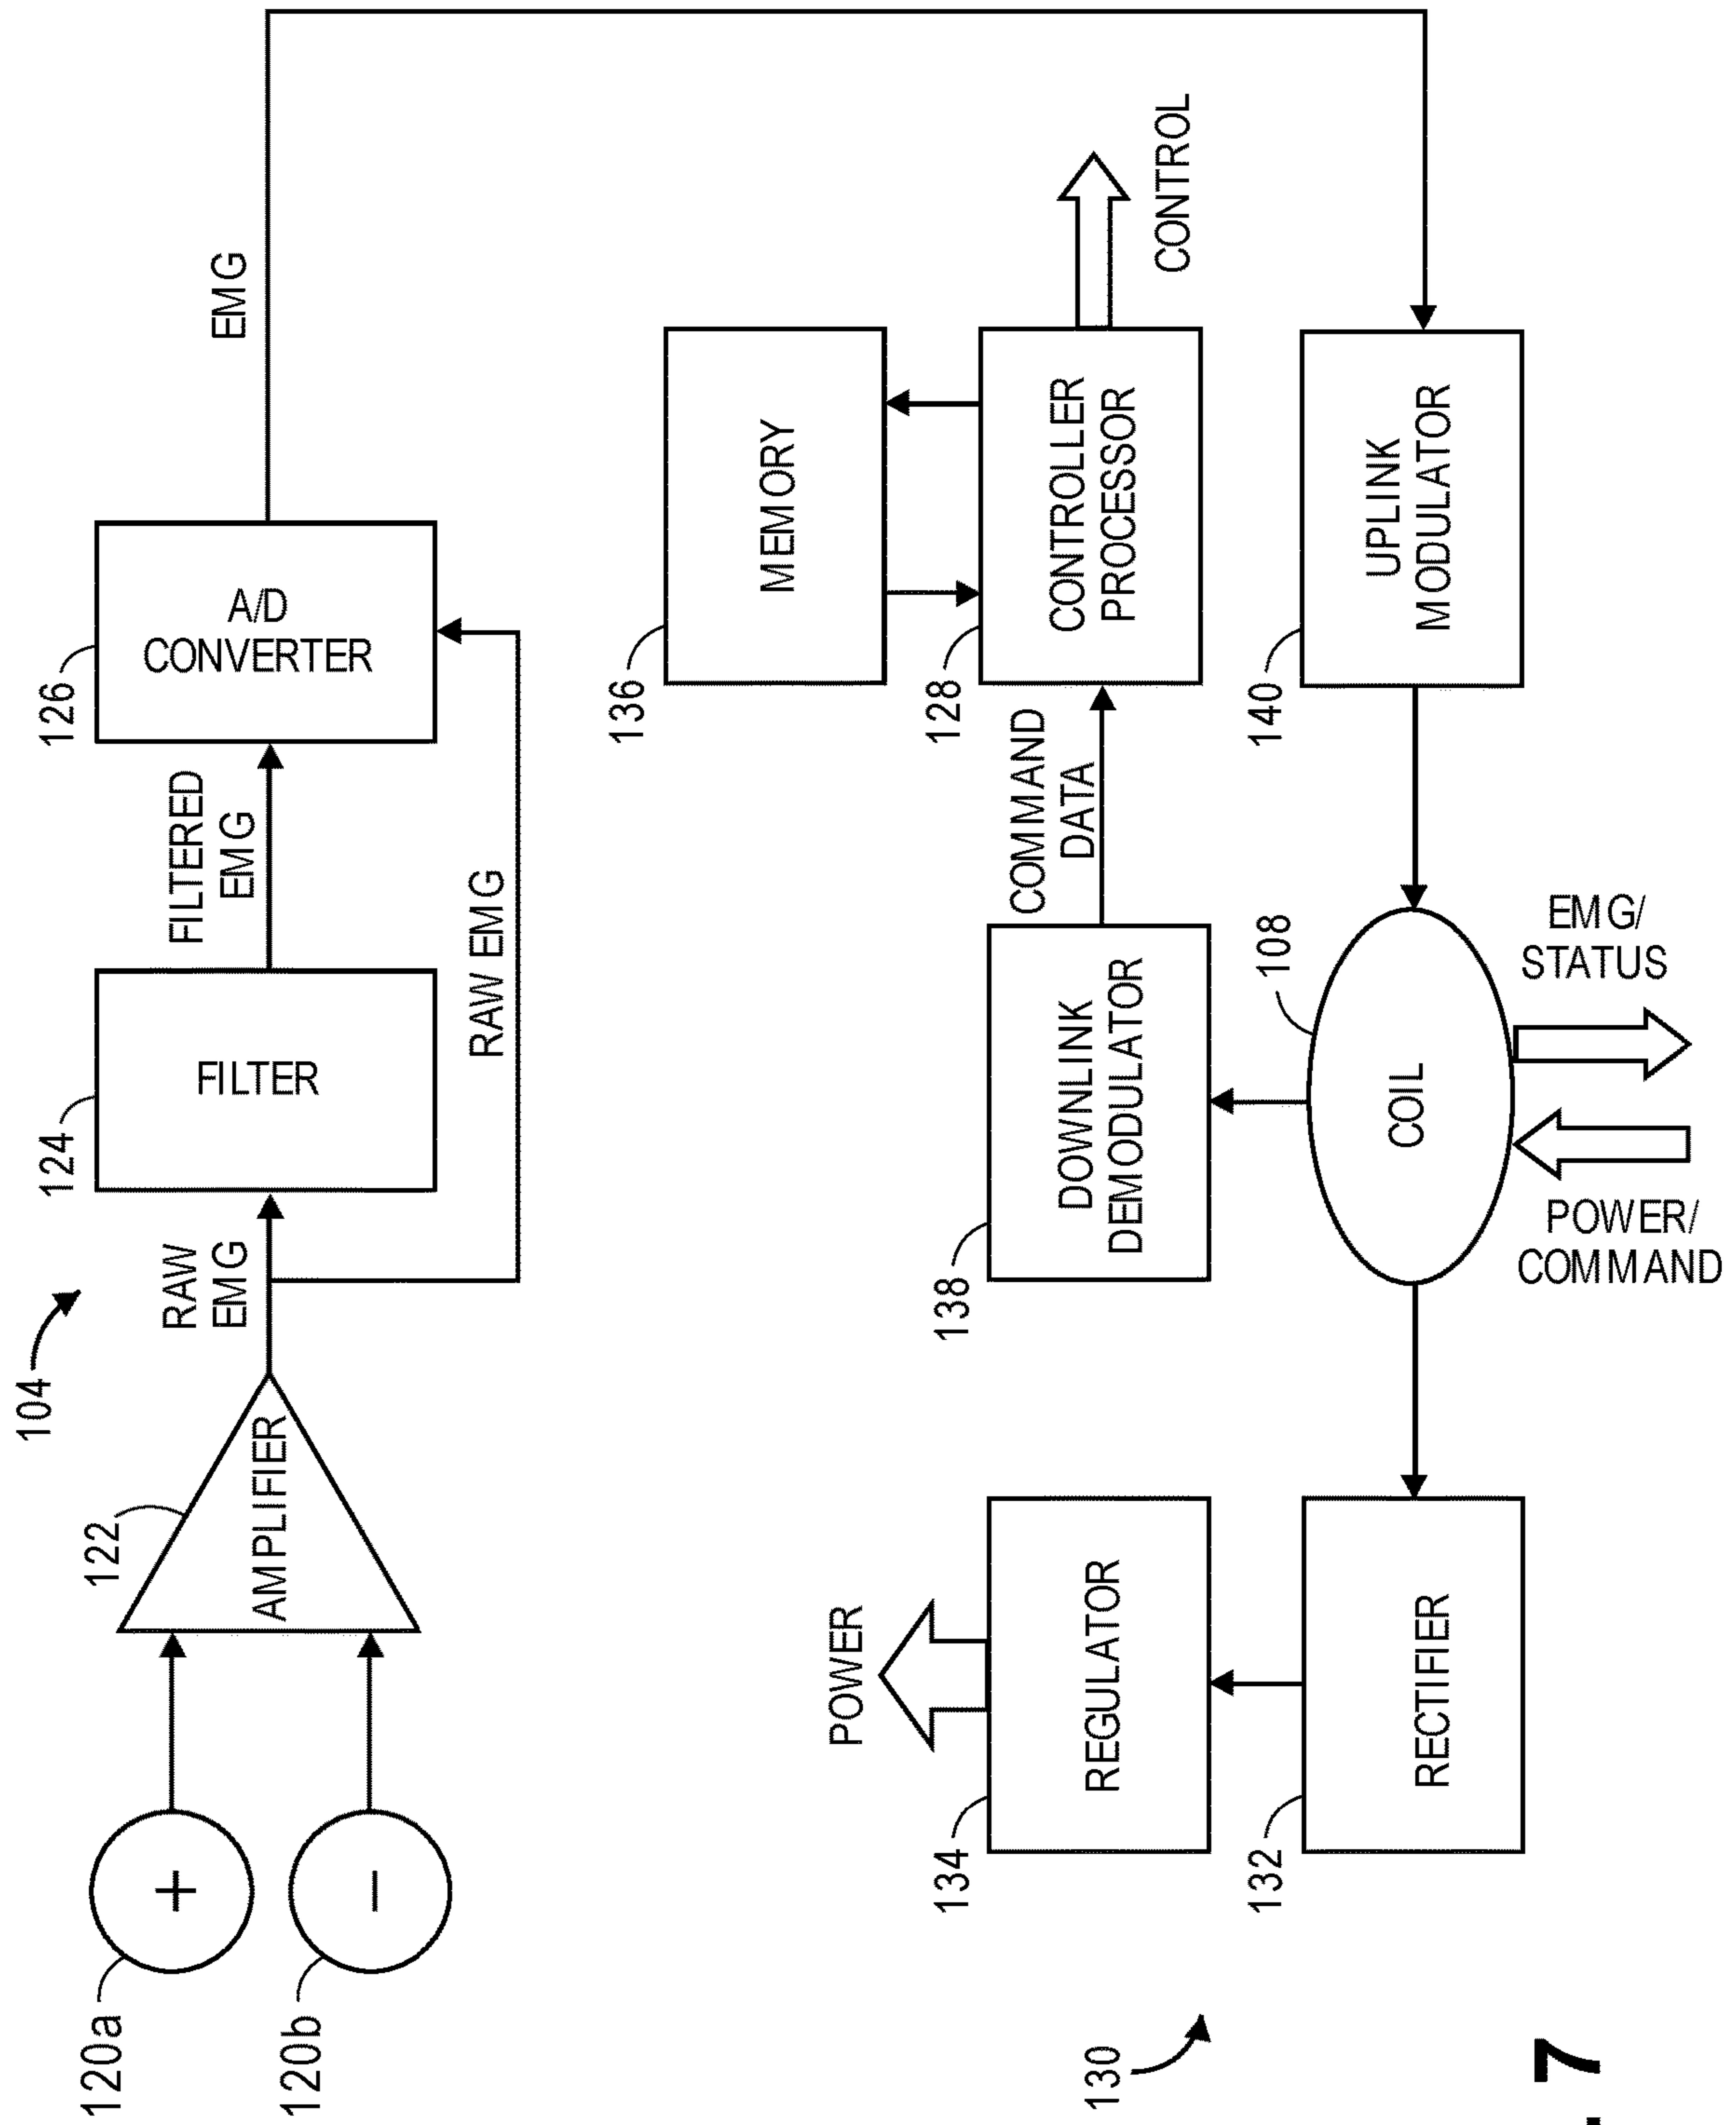 104
120a
+
120b
−
122
AMPLIFIER
RAW
EMG
124
FILTER
FILTERED
EMG
RAW EMG
126
A/D
CONVERTER
EMG
136
MEMORY
POWER
134
REGULATOR
138
DOWNLINK
DEMODULATOR
COMMAND
DATA
128
CONTROLLER
PROCESSOR
CONTROL
130
132
RECTIFIER
108
COIL
140
UPLINK
MODULATOR
POWER/
COMMAND
EMG/
STATUS
. 7